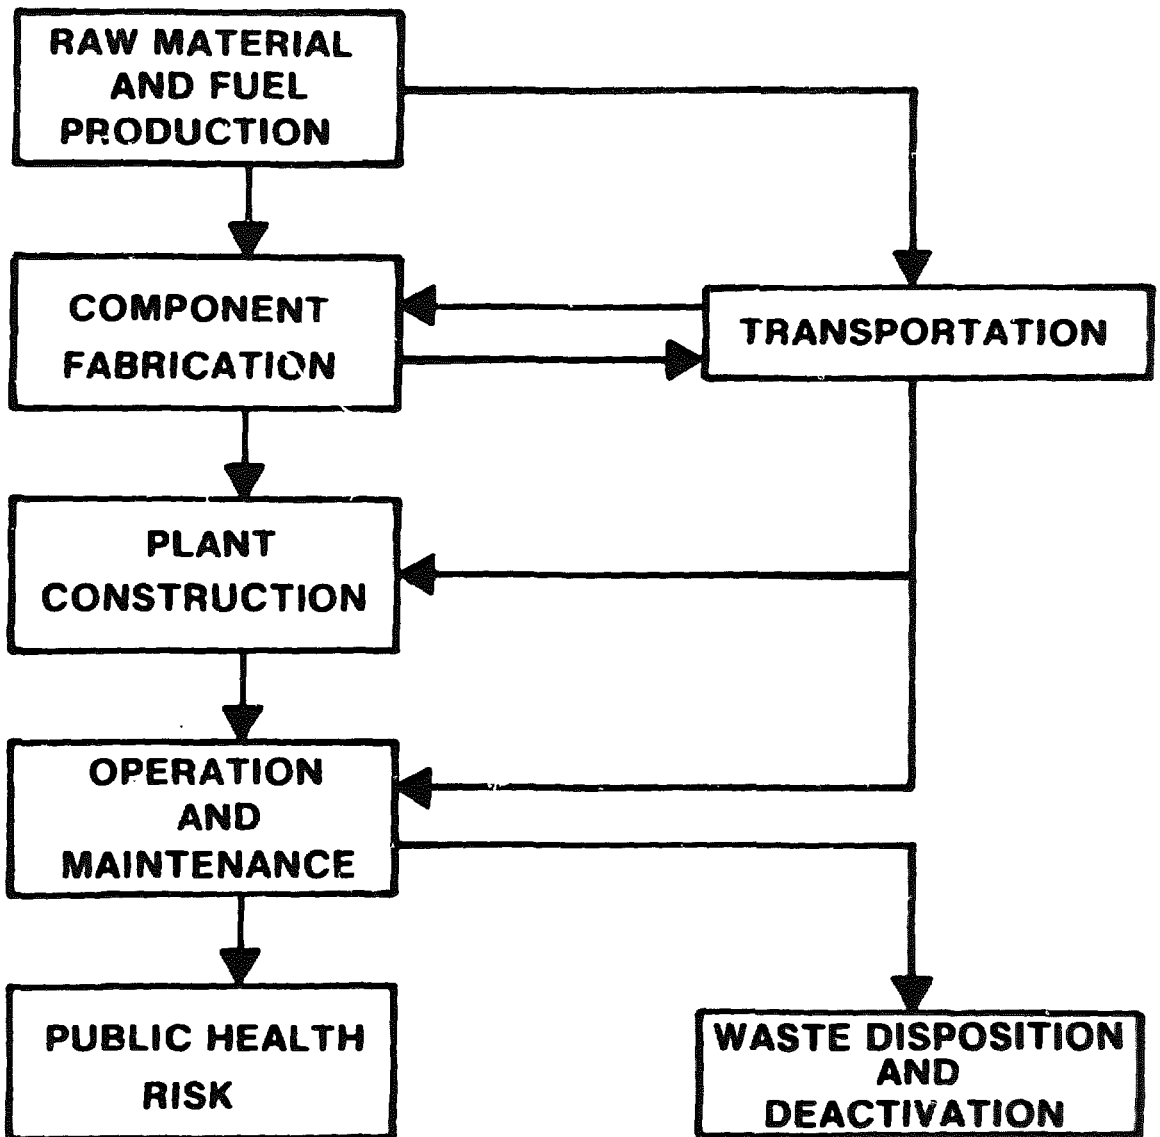 RAW MATERIAL
AND FUEL
PRODUCTION
COMPONENT
FABRICATION
TRANSPORTATION
PLANT
CONSTRUCTION
OPERATION
AND
MAINTENANCE
PUBLIC HEALTH
RISK
WASTE DISPOSITION
AND
DEACTIVATION